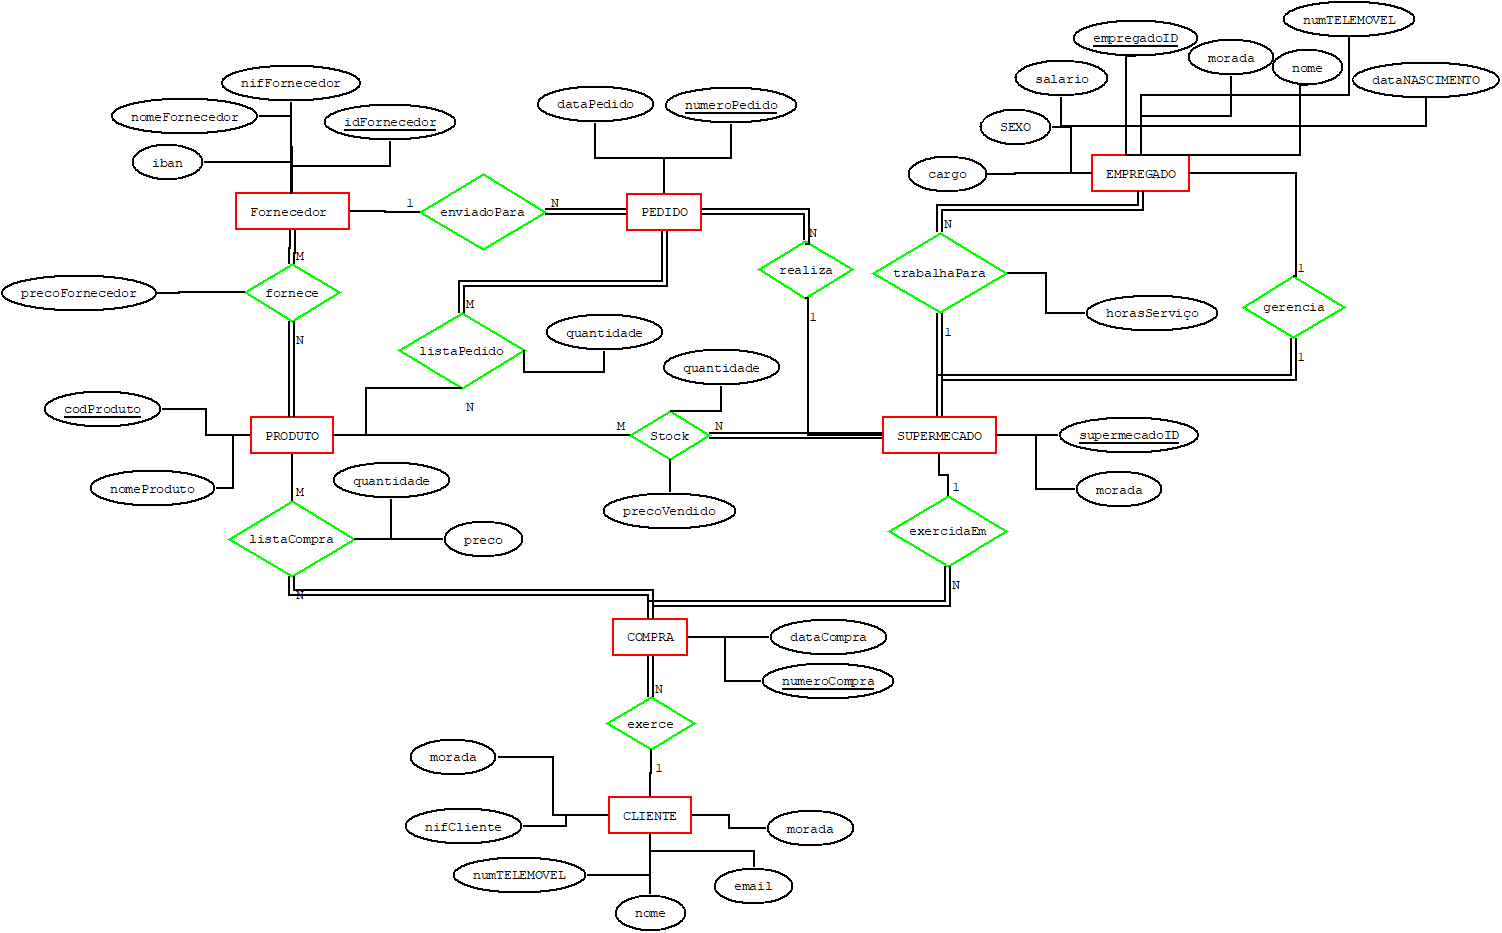 numTELEMOVEL
empregadoID
morada
nome
salario
dataNASCIMENTO
nifFornecedor
dataPedido
numeroPedido
nomeFornecedor
idFornecedor
SEXO
iban
cargo
EMPREGADO
Fornecedor
1
enviadoPara
N
PEDIDO
N
N
M
realiza
trabalhaPara
1
precoFornecedor
fornece
M
1
horasServiço
gerencia
quantidade
1
N
listaPedido
1
quantidade
codProduto
N
M
N
PRODUTO
Stock
SUPERMECADO
supermecadoID
nomeProduto
quantidade
M
1
morada
precoVendido
listaCompra
preco
exercidaEm
N
N
COMPRA
dataCompra
numeroCompra
N
exerce
morada
1
nifCliente
CLIENTE
morada
numTELEMOVEL
email
nome